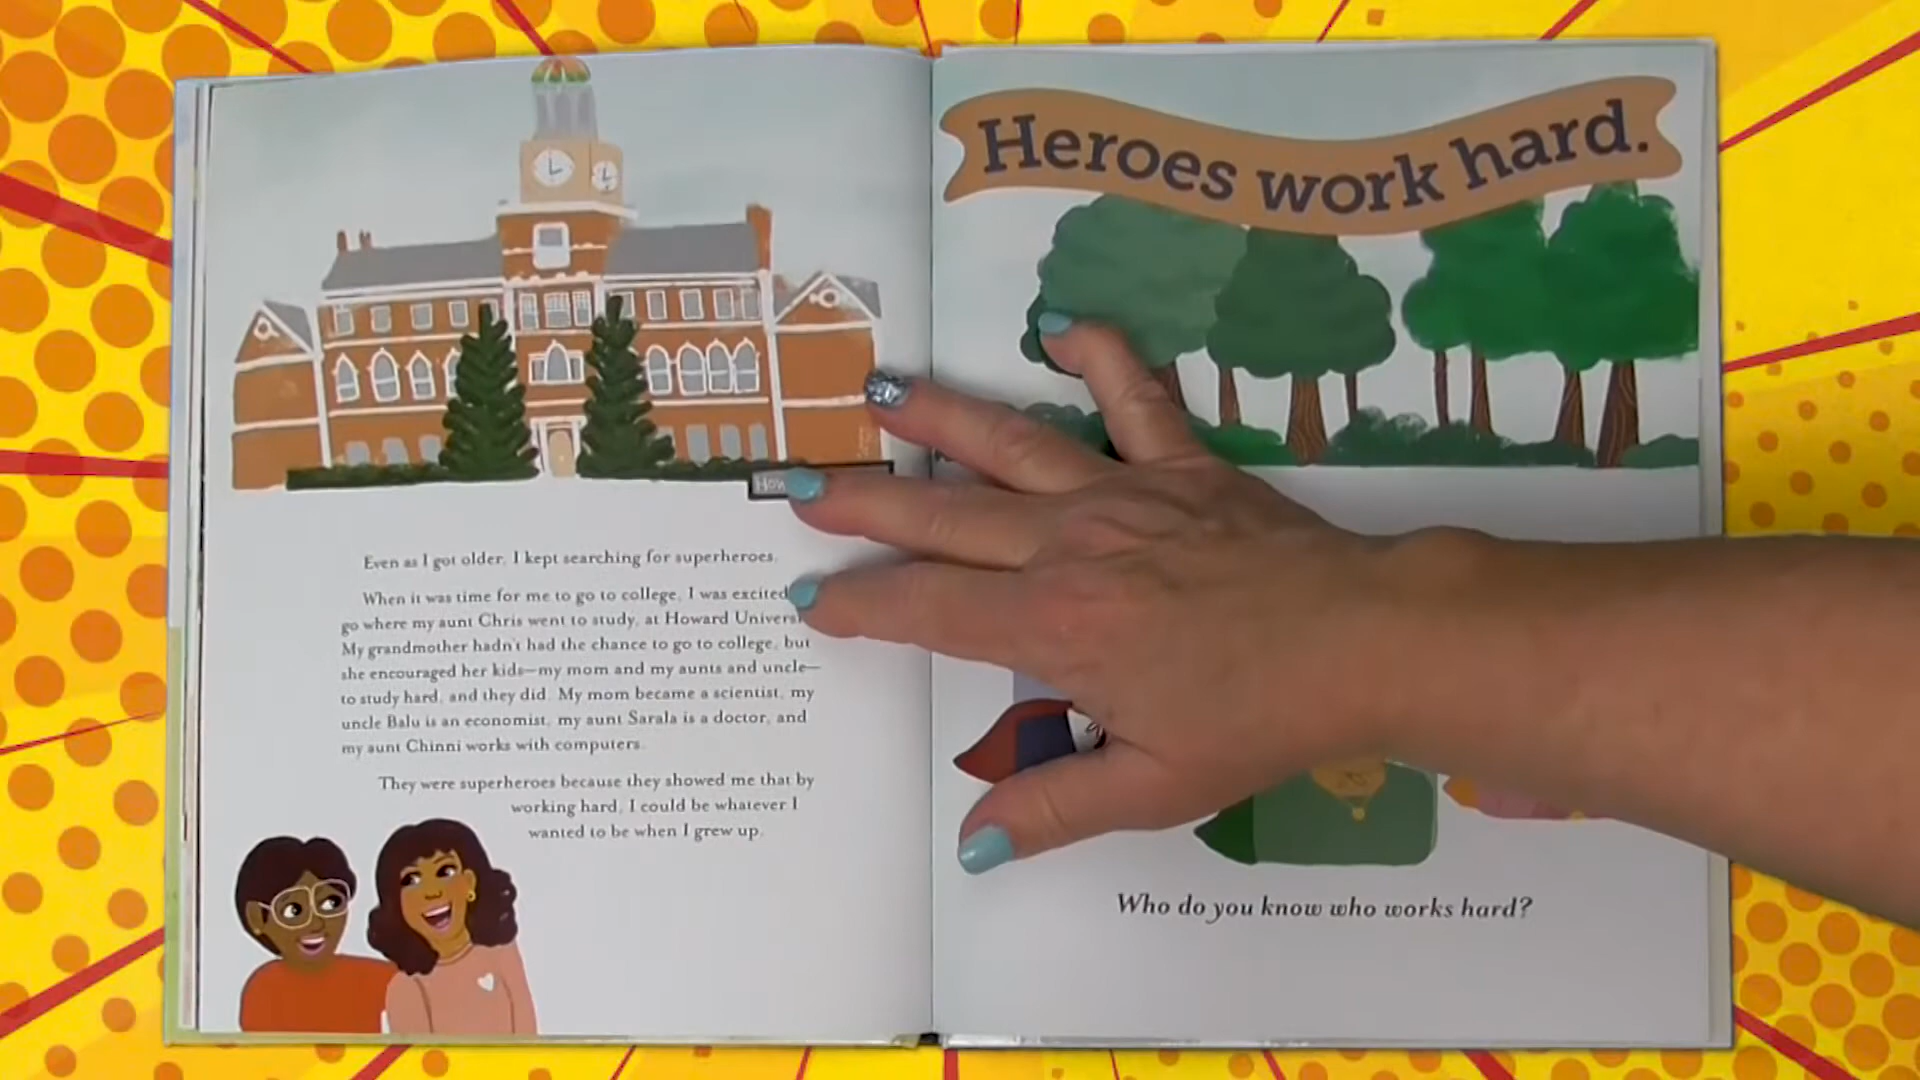 Heroes work hard.
How
Even as I got older, I kept searching for superheroes.
When it was time for me to go to college, I was excited
go where my aunt Chris went to study, at Howard
My grandmother hadn't had the chance to go to college, but
she encouraged her kids—my mom and my aunts and uncle—
to study hard, and they did. My mom became a scientist, my
uncle Balu is an economist, my aunt Sarala is a doctor, and
my aunt Chinni works with computers.
They were superheroes because they showed me that by
working hard, I could be whatever I
wanted to be when I grew up.
Who do you know who works hard?